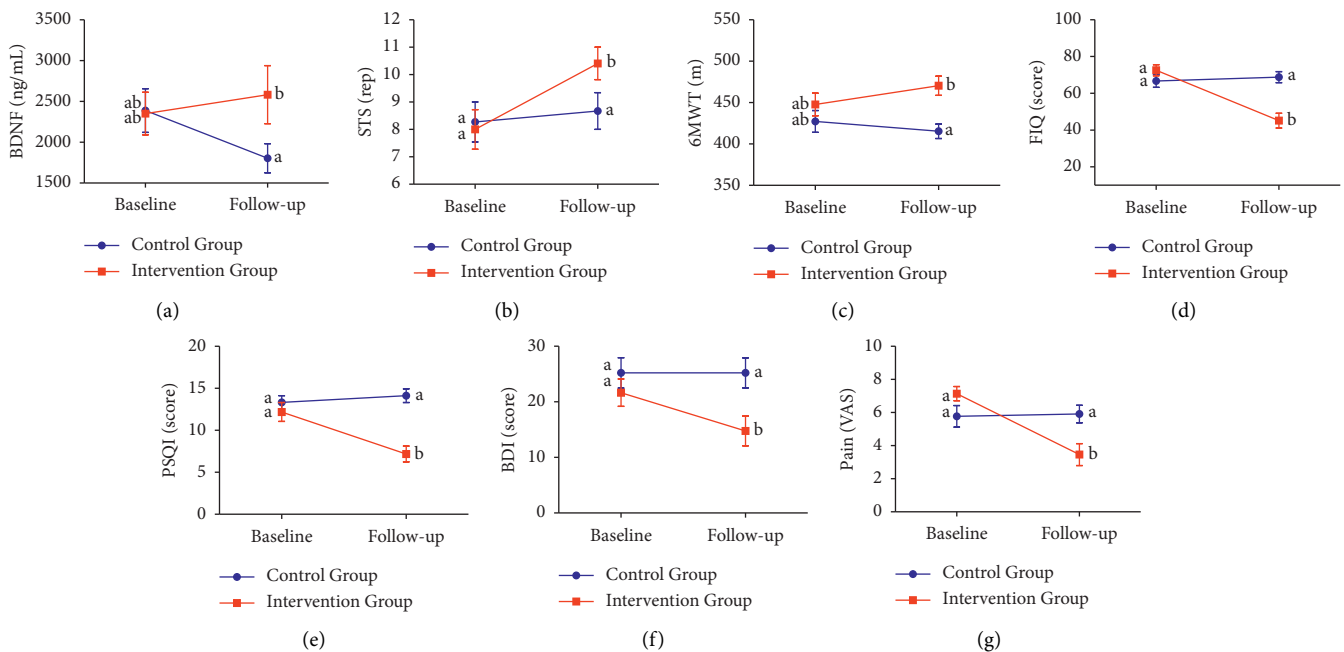 BDNF (ng/mL)
3500
3000
2500
2000
1500
ab
ab
b
a
Baseline
Follow-up
Control Group
Intervention Group
(a)
STS (rep)
12
11
10
9
8
7
6
a
a
b
a
Baseline
Follow-up
Control Group
Intervention Group
(b)
6MWT (m)
550
500
450
400
350
ab
ab
b
a
Baseline
Follow-up
Control Group
Intervention Group
(c)
FIQ (score)
100
80
60
40
20
a
a
a
b
Baseline
Follow-up
Control Group
Intervention Group
(d)
PSQI (score)
20
15
10
5
0
a
a
a
b
Baseline
Follow-up
Control Group
Intervention Group
(e)
BDI (score)
30
20
10
0
a
a
a
b
Baseline
Follow-up
Control Group
Intervention Group
(f)
Pain (VAS)
10
8
6
4
2
0
a
a
a
b
Baseline
Follow-up
Control Group
Intervention Group
(g)